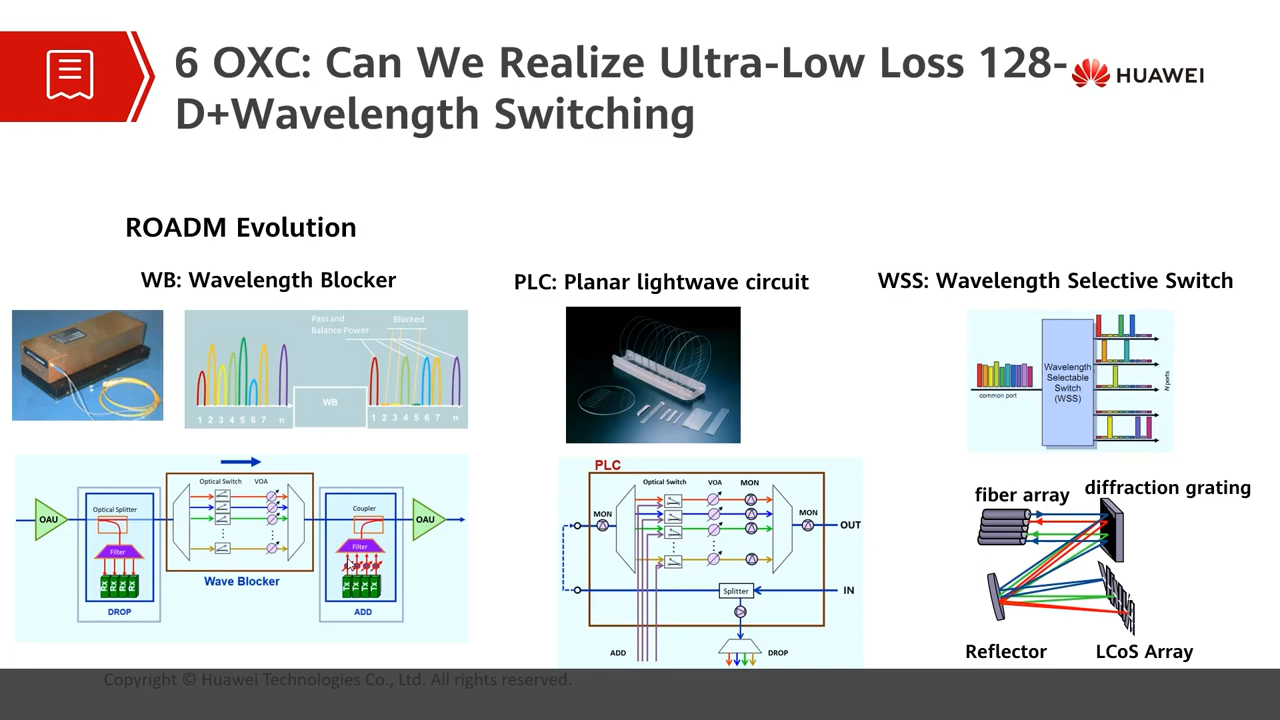 6 OXC: Can We Realize Ultra-Low Loss 128-
D+Wavelength Switching
HUAWEI
ROADM Evolution
WB: Wavelength Blocker
PLC: Planar lightwave circuit
WSS: Wavelength Selective Switch
Pass and
Balance Power
Blocked
WB
1 2 3 4 5 6 7 n
1 2 3 4 5 6 7 n
common port
Wavelength
Selectable
Switch
(WSS)
N ports
Optical Switch VOA
OAU
Optical Splitter
Filter
Rx Rx Rx Rx
DROP
Wave Blocker
Coupler
Filter
Tx Tx Tx Tx
ADD
OAU
PLC
Optical Switch VOA MON
MON
MON
OUT
Splitter
IN
ADD
DROP
fiber array
diffraction grating
Reflector
LCoS Array
Copyright © Huawei Technologies Co., Ltd. All rights reserved.